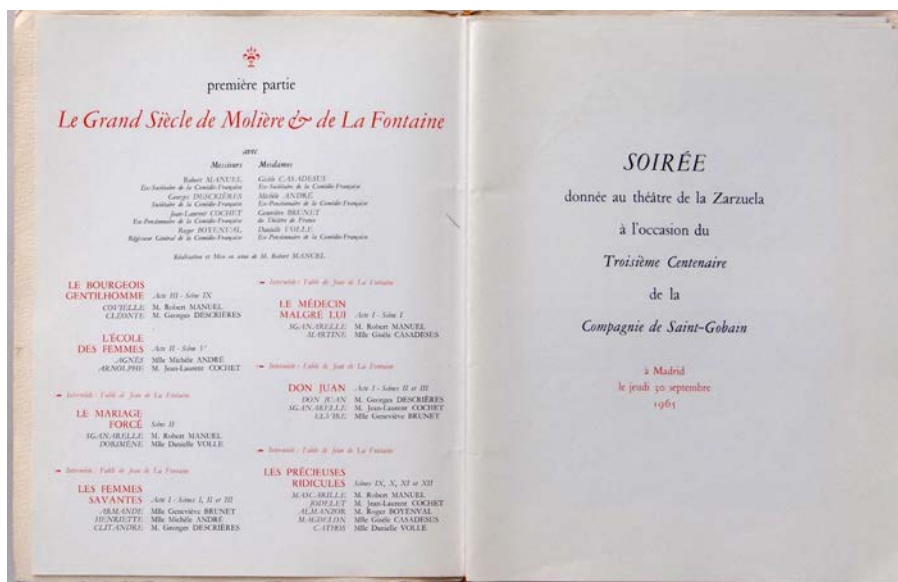 première partie
Le Grand Siècle de Molière & de La Fontaine
avec
Messieurs Mesdames
Robert MANUEL Gisèle CASADESUS
Ex-Sociétaire de la Comédie-Française Ex-Sociétaire de la Comédie-Française
Georges DESCRIÈRES Michèle ANDRÉ
Sociétaire de la Comédie-Française Ex-Pensionnaire de la Comédie-Française
Jean-Laurent COCHET Geneviève BRUNET
Ex-Pensionnaire de la Comédie-Française du Théâtre de France
Roger BOYENVAL Danielle VOLLE
Régisseur Général de la Comédie-Française Ex-Pensionnaire de la Comédie-Française
Réalisation et Mise en scène de M. Robert MANUEL
LE BOURGEOIS
GENTILHOMME Acte III - Scène IX
COVIELLE M. Robert MANUEL
CLÉONTE M. Georges DESCRIÈRES
L'ÉCOLE
DES FEMMES Acte II - Scène V
AGNÈS Mlle Michèle ANDRÉ
ARNOLPHE M. Jean-Laurent COCHET
Intermède : Fable de Jean de La Fontaine
LE MARIAGE
FORCÉ Scène II
SGANARELLE M. Robert MANUEL
DORIMÈNE Mlle Danielle VOLLE
Intermède : Fable de Jean de La Fontaine
LES FEMMES
SAVANTES Acte I - Scènes I, II et III
ARMANDE Mlle Geneviève BRUNET
HENRIETTE Mlle Michèle ANDRÉ
CLITANDRE M. Georges DESCRIÈRES
Intermède : Fable de Jean de La Fontaine
LE MÉDECIN
MALGRÉ LUI Acte I - Scène I
SGANARELLE M. Robert MANUEL
MARTINE Mlle Gisèle CASADESUS
Intermède : Fable de Jean de La Fontaine
DON JUAN Acte I - Scènes II et III
DON JUAN M. Georges DESCRIÈRES
SGANARELLE M. Jean-Laurent COCHET
ELVIRE Mlle Geneviève BRUNET
Intermède : Fable de Jean de La Fontaine
LES PRÉCIEUSES
RIDICULES Scènes IX, X, XI et XII
MASCARILLE M. Robert MANUEL
JODELET M. Jean-Laurent COCHET
ALMANZOR M. Roger BOYENVAL
MAGDELON Mlle Gisèle CASADESUS
CATHOS Mlle Danielle VOLLE
SOIRÉE
donnée au théâtre de la Zarzuela
à l'occasion du
Troisième Centenaire
de la
Compagnie de Saint-Gobain
à Madrid
le jeudi 30 septembre
1965